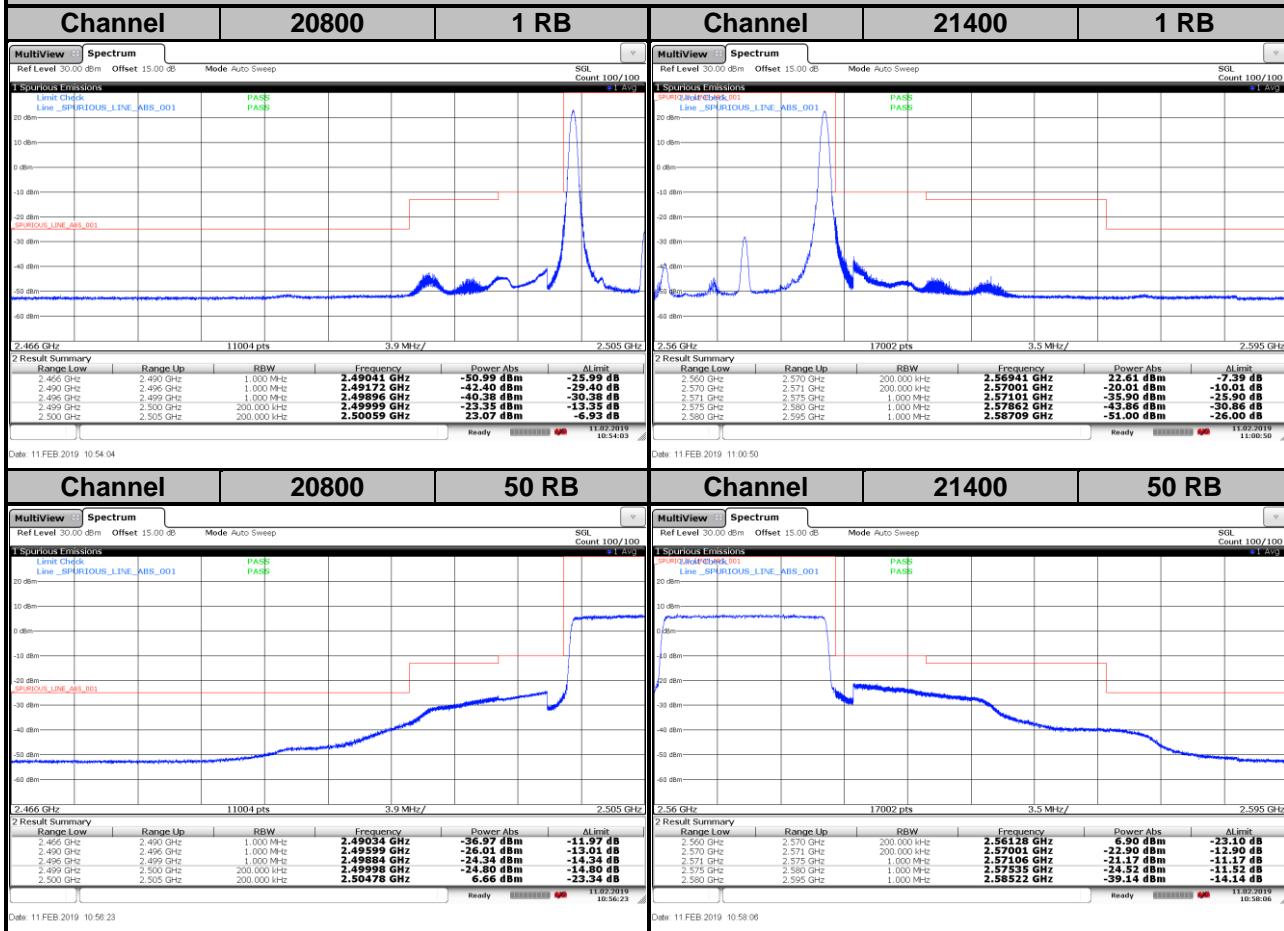 Channel 20800 1 RB Channel 21400 1 RB
MultiView Spectrum
Ref Level 30.00 dBm Offset 15.00 dB Mode Auto Sweep SGL
Count 100/100
1 Spurious Emissions 1 Avg
Limit Check PASS
Line _SPURIOUS_LINE_ABS_001 PASS
20 dBm
10 dBm
0 dBm
-10 dBm
-20 dBm
_SPURIOUS_LINE_ABS_001
-30 dBm
-40 dBm
-50 dBm
-60 dBm
2.466 GHz 11004 pts 3.9 MHz/ 2.505 GHz
2 Result Summary
Range Low Range Up RBW Frequency Power Abs ΔLimit
2.466 GHz 2.490 GHz 1.000 MHz 2.49041 GHz -50.99 dBm -25.99 dB
2.490 GHz 2.496 GHz 1.000 MHz 2.49172 GHz -42.40 dBm -29.40 dB
2.496 GHz 2.499 GHz 1.000 MHz 2.49896 GHz -40.38 dBm -30.38 dB
2.499 GHz 2.500 GHz 200.000 kHz 2.49999 GHz -23.35 dBm -13.35 dB
2.500 GHz 2.505 GHz 200.000 kHz 2.50059 GHz 23.07 dBm -6.93 dB
Ready 11.02.2019
10:54:03
Date: 11.FEB.2019 10:54:04
MultiView Spectrum
Ref Level 30.00 dBm Offset 15.00 dB Mode Auto Sweep SGL
Count 100/100
1 Spurious Emissions 1 Avg
Limit Check PASS
Line _SPURIOUS_LINE_ABS_001 PASS
20 dBm
10 dBm
0 dBm
-10 dBm
-20 dBm
-30 dBm
-40 dBm
-50 dBm
-60 dBm
2.56 GHz 17002 pts 3.5 MHz/ 2.595 GHz
2 Result Summary
Range Low Range Up RBW Frequency Power Abs ΔLimit
2.560 GHz 2.570 GHz 200.000 kHz 2.56941 GHz 22.61 dBm -7.39 dB
2.570 GHz 2.571 GHz 200.000 kHz 2.57001 GHz -20.01 dBm -10.01 dB
2.571 GHz 2.575 GHz 1.000 MHz 2.57101 GHz -35.90 dBm -25.90 dB
2.575 GHz 2.580 GHz 1.000 MHz 2.57862 GHz -43.86 dBm -30.86 dB
2.580 GHz 2.595 GHz 1.000 MHz 2.58709 GHz -51.00 dBm -26.00 dB
Ready 11.02.2019
11:00:50
Date: 11.FEB.2019 11:00:50
Channel 20800 50 RB Channel 21400 50 RB
MultiView Spectrum
Ref Level 30.00 dBm Offset 15.00 dB Mode Auto Sweep SGL
Count 100/100
1 Spurious Emissions 1 Avg
Limit Check PASS
Line _SPURIOUS_LINE_ABS_001 PASS
20 dBm
10 dBm
0 dBm
-10 dBm
-20 dBm
_SPURIOUS_LINE_ABS_001
-30 dBm
-40 dBm
-50 dBm
-60 dBm
2.466 GHz 11004 pts 3.9 MHz/ 2.505 GHz
2 Result Summary
Range Low Range Up RBW Frequency Power Abs ΔLimit
2.466 GHz 2.490 GHz 1.000 MHz 2.49034 GHz -36.97 dBm -11.97 dB
2.490 GHz 2.496 GHz 1.000 MHz 2.49599 GHz -26.01 dBm -13.01 dB
2.496 GHz 2.499 GHz 1.000 MHz 2.49884 GHz -24.34 dBm -14.34 dB
2.499 GHz 2.500 GHz 200.000 kHz 2.49998 GHz -24.80 dBm -14.80 dB
2.500 GHz 2.505 GHz 200.000 kHz 2.50478 GHz 6.66 dBm -23.34 dB
Ready 11.02.2019
10:56:23
Date: 11.FEB.2019 10:56:23
MultiView Spectrum
Ref Level 30.00 dBm Offset 15.00 dB Mode Auto Sweep SGL
Count 100/100
1 Spurious Emissions 1 Avg
Limit Check PASS
Line _SPURIOUS_LINE_ABS_001 PASS
20 dBm
10 dBm
0 dBm
-10 dBm
-20 dBm
-30 dBm
-40 dBm
-50 dBm
-60 dBm
2.56 GHz 17002 pts 3.5 MHz/ 2.595 GHz
2 Result Summary
Range Low Range Up RBW Frequency Power Abs ΔLimit
2.560 GHz 2.570 GHz 200.000 kHz 2.56128 GHz 6.90 dBm -23.10 dB
2.570 GHz 2.571 GHz 200.000 kHz 2.57001 GHz -22.90 dBm -12.90 dB
2.571 GHz 2.575 GHz 1.000 MHz 2.57106 GHz -21.17 dBm -11.17 dB
2.575 GHz 2.580 GHz 1.000 MHz 2.57535 GHz -24.52 dBm -11.52 dB
2.580 GHz 2.595 GHz 1.000 MHz 2.58522 GHz -39.14 dBm -14.14 dB
Ready 11.02.2019
10:58:06
Date: 11.FEB.2019 10:58:06